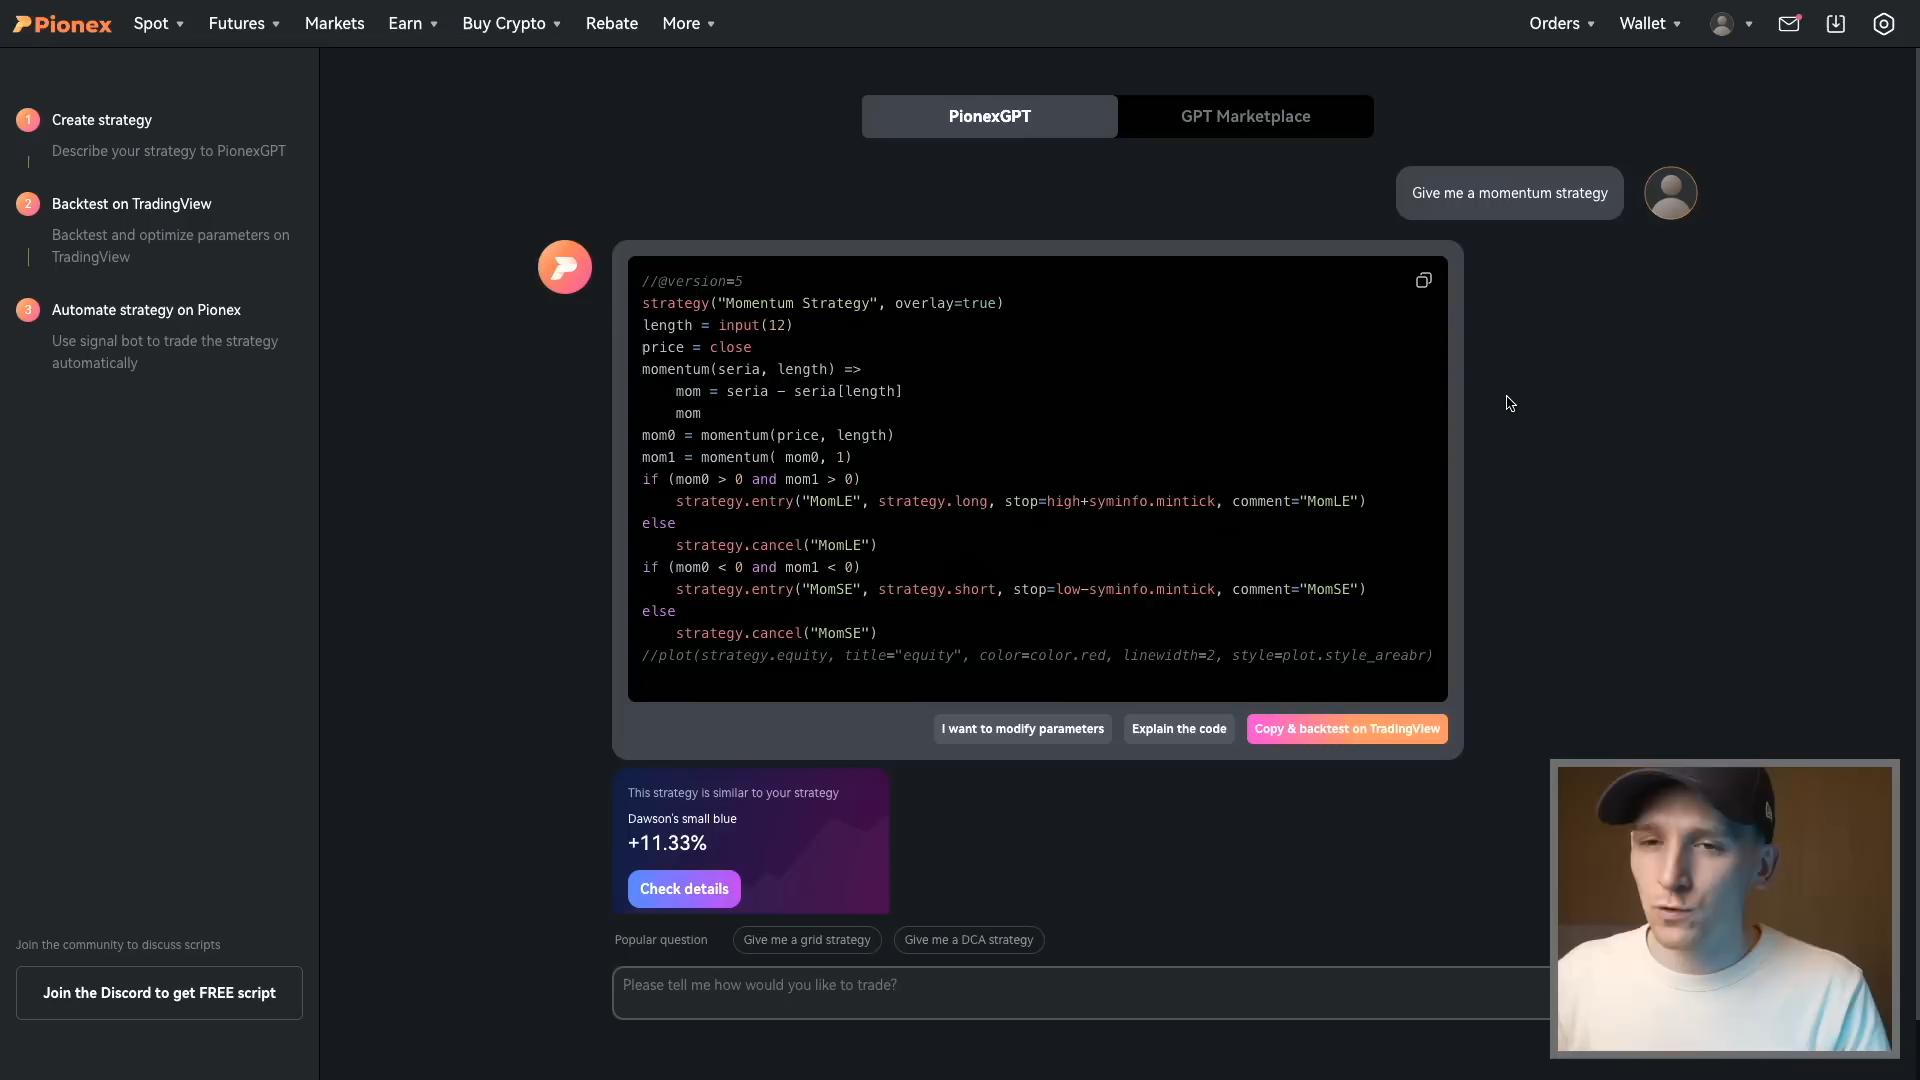 Pionex
Spot
Futures
Markets
Earn
Buy Crypto
Rebate
More
Orders
Wallet
1
Create strategy
Describe your strategy to PionexGPT
2
Backtest on TradingView
Backtest and optimize parameters on
TradingView
3
Automate strategy on Pionex
Use signal bot to trade the strategy
automatically
Join the community to discuss scripts
Join the Discord to get FREE script
PionexGPT
GPT Marketplace
Give me a momentum strategy
//@version=5
strategy("Momentum Strategy", overlay=true)
length = input(12)
price = close
momentum(seria, length) =>
    mom = seria - seria[length]
    mom
mom0 = momentum(price, length)
mom1 = momentum( mom0, 1)
if (mom0 > 0 and mom1 > 0)
    strategy.entry("MomLE", strategy.long, stop=high+syminfo.mintick, comment="MomLE")
else
    strategy.cancel("MomLE")
if (mom0 < 0 and mom1 < 0)
    strategy.entry("MomSE", strategy.short, stop=low-syminfo.mintick, comment="MomSE")
else
    strategy.cancel("MomSE")
//plot(strategy.equity, title="equity", color=color.red, linewidth=2, style=plot.style_areabr)
I want to modify parameters
Explain the code
Copy & backtest on TradingView
This strategy is similar to your strategy
Dawson's small blue
+11.33%
Check details
Popular question
Give me a grid strategy
Give me a DCA strategy
Please tell me how would you like to trade?